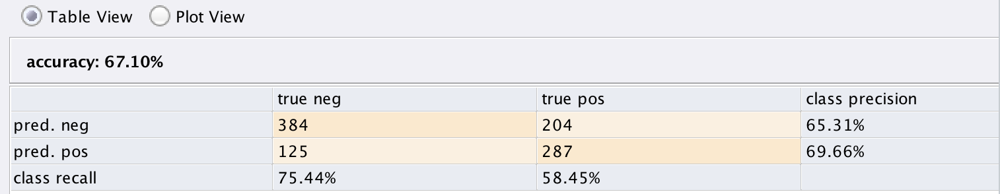 Table View Plot View
accuracy: 67.10%
true neg true pos class precision
pred. neg 384 204 65.31%
pred. pos 125 287 69.66%
class recall 75.44% 58.45%